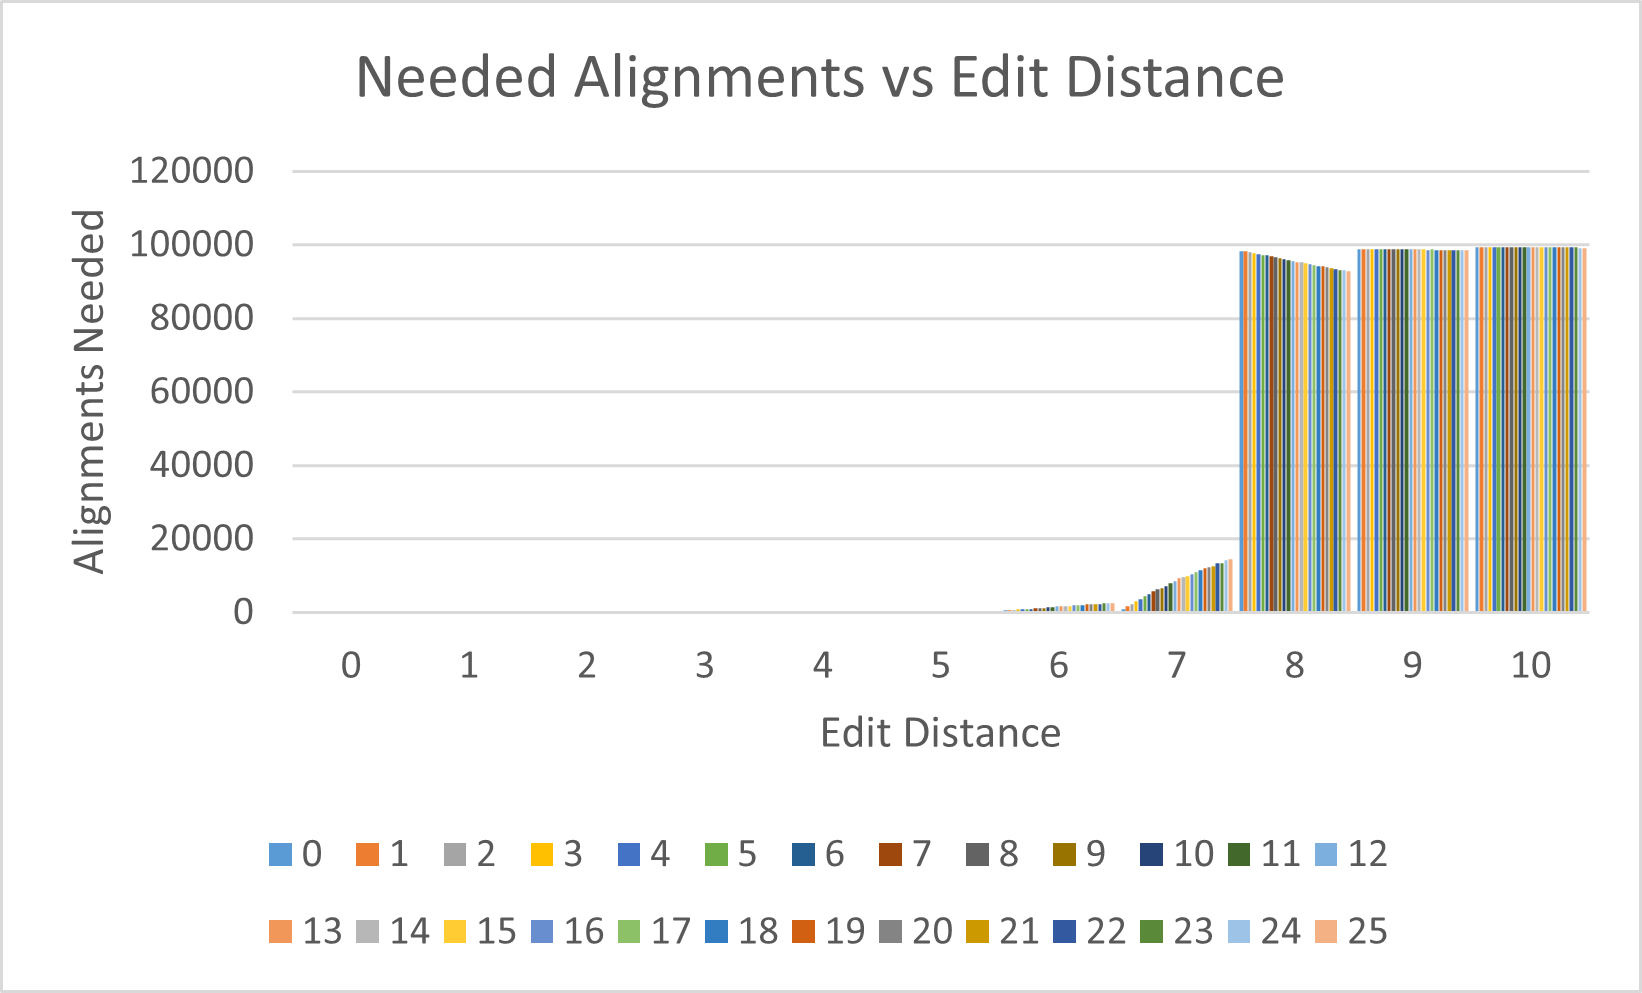 Needed Alignments vs Edit Distance
120000
100000
80000
60000
40000
20000
0
Alignments Needed
0 1 2 3 4 5 6 7 8 9 10
Edit Distance
0 1 2 3 4 5 6 7 8 9 10 11 12
13 14 15 16 17 18 19 20 21 22 23 24 25